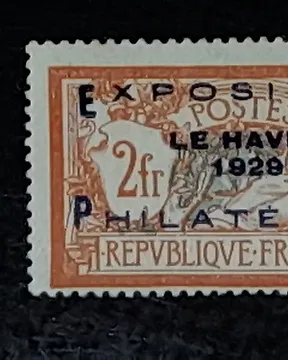 EXPOSI
POSTES
LE HAV
1929
2fr
PHILATÉ
REPVBLIQVE FR